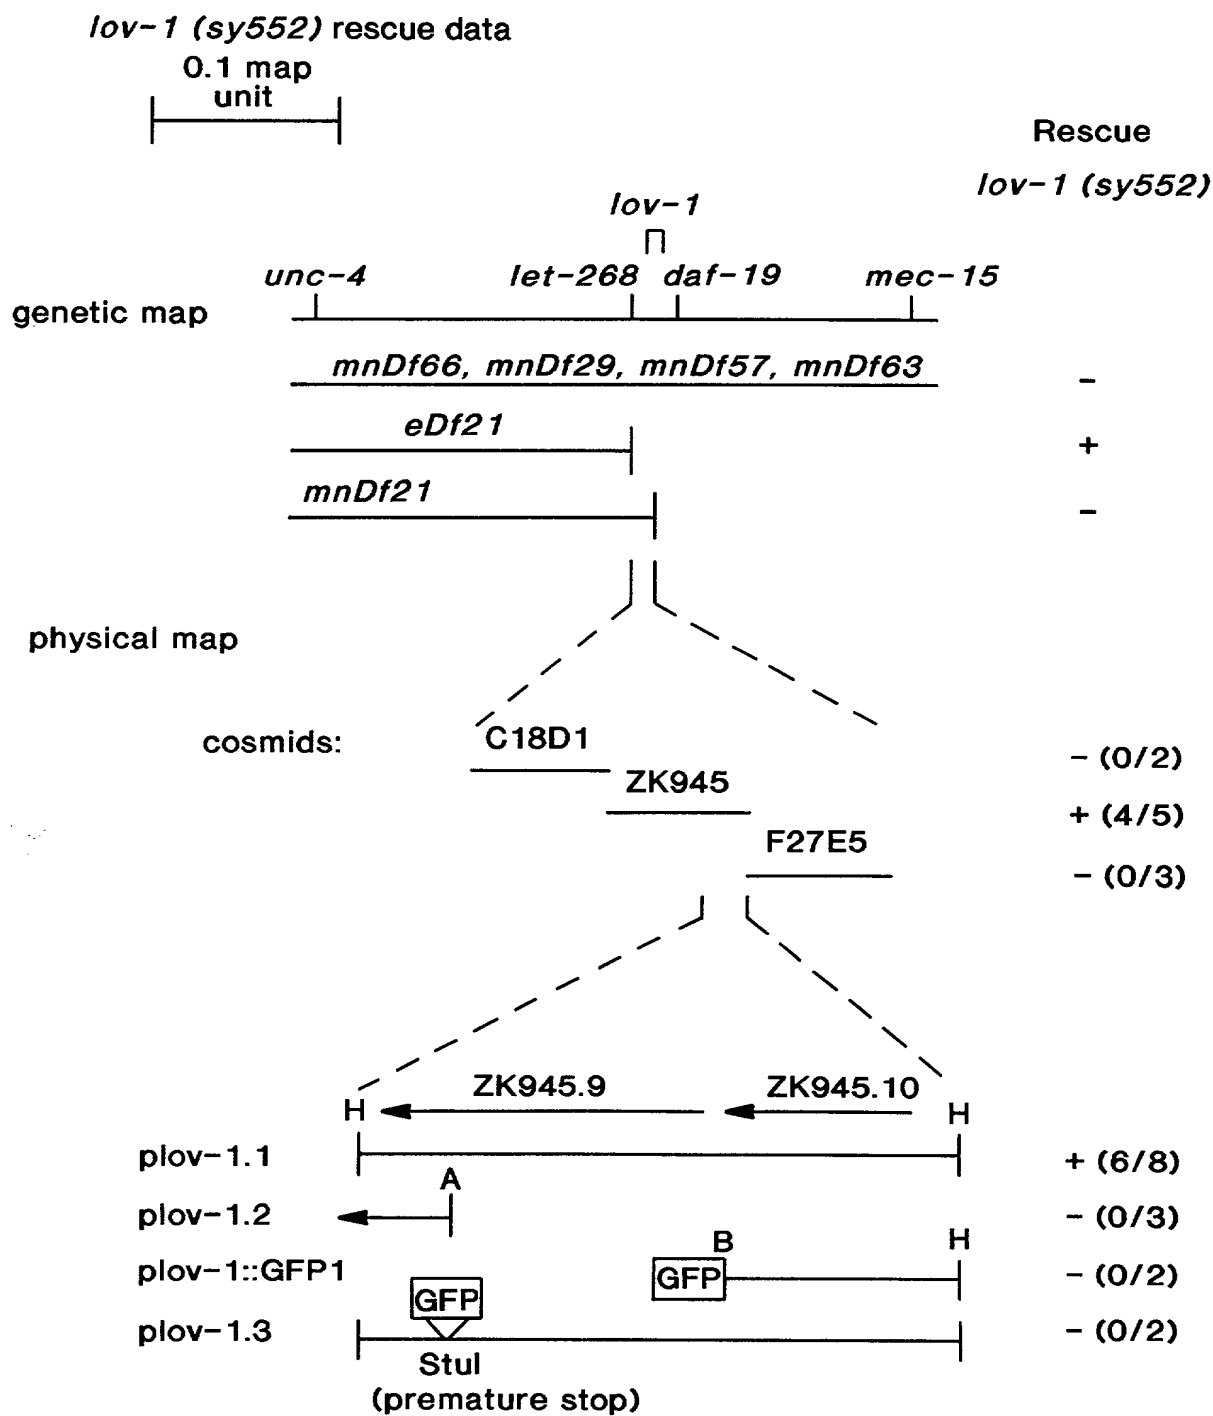 lov-1 (sy552) rescue data
0.1 map
unit
Rescue
lov-1 (sy552)
lov-1
unc-4 let-268 daf-19 mec-15
genetic map
mnDf66, mnDf29, mnDf57, mnDf63 -
eDf21 +
mnDf21 -
physical map
cosmids: C18D1 - (0/2)
ZK945 + (4/5)
F27E5 - (0/3)
H ZK945.9 ZK945.10 H
plov-1.1 + (6/8)
A
plov-1.2 - (0/3)
B H
plov-1::GFP1 GFP - (0/2)
GFP
plov-1.3 - (0/2)
StuI
(premature stop)